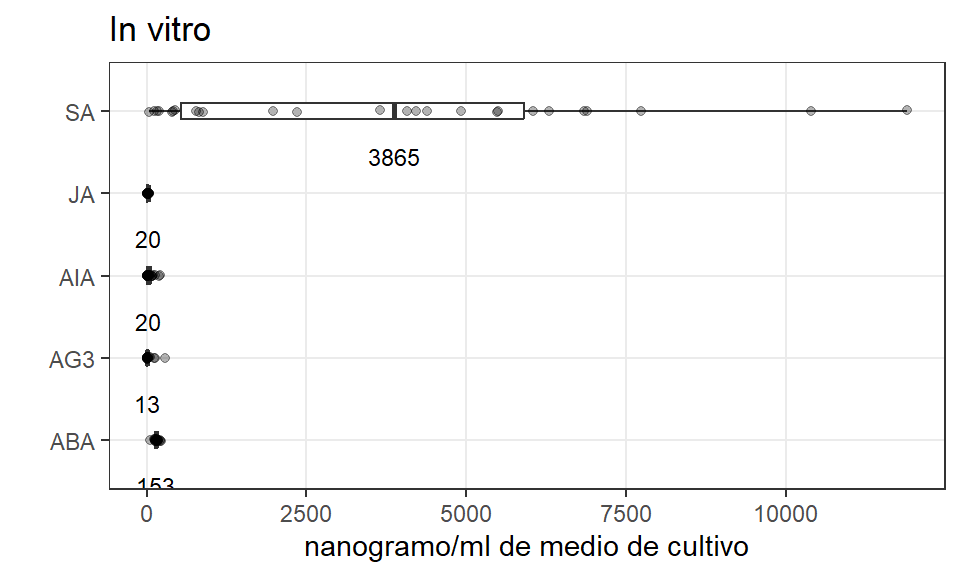 In vitro
SA
3865
JA
20
AIA
20
AG3
13
ABA
153
0 2500 5000 7500 10000
nanogramo/ml de medio de cultivo